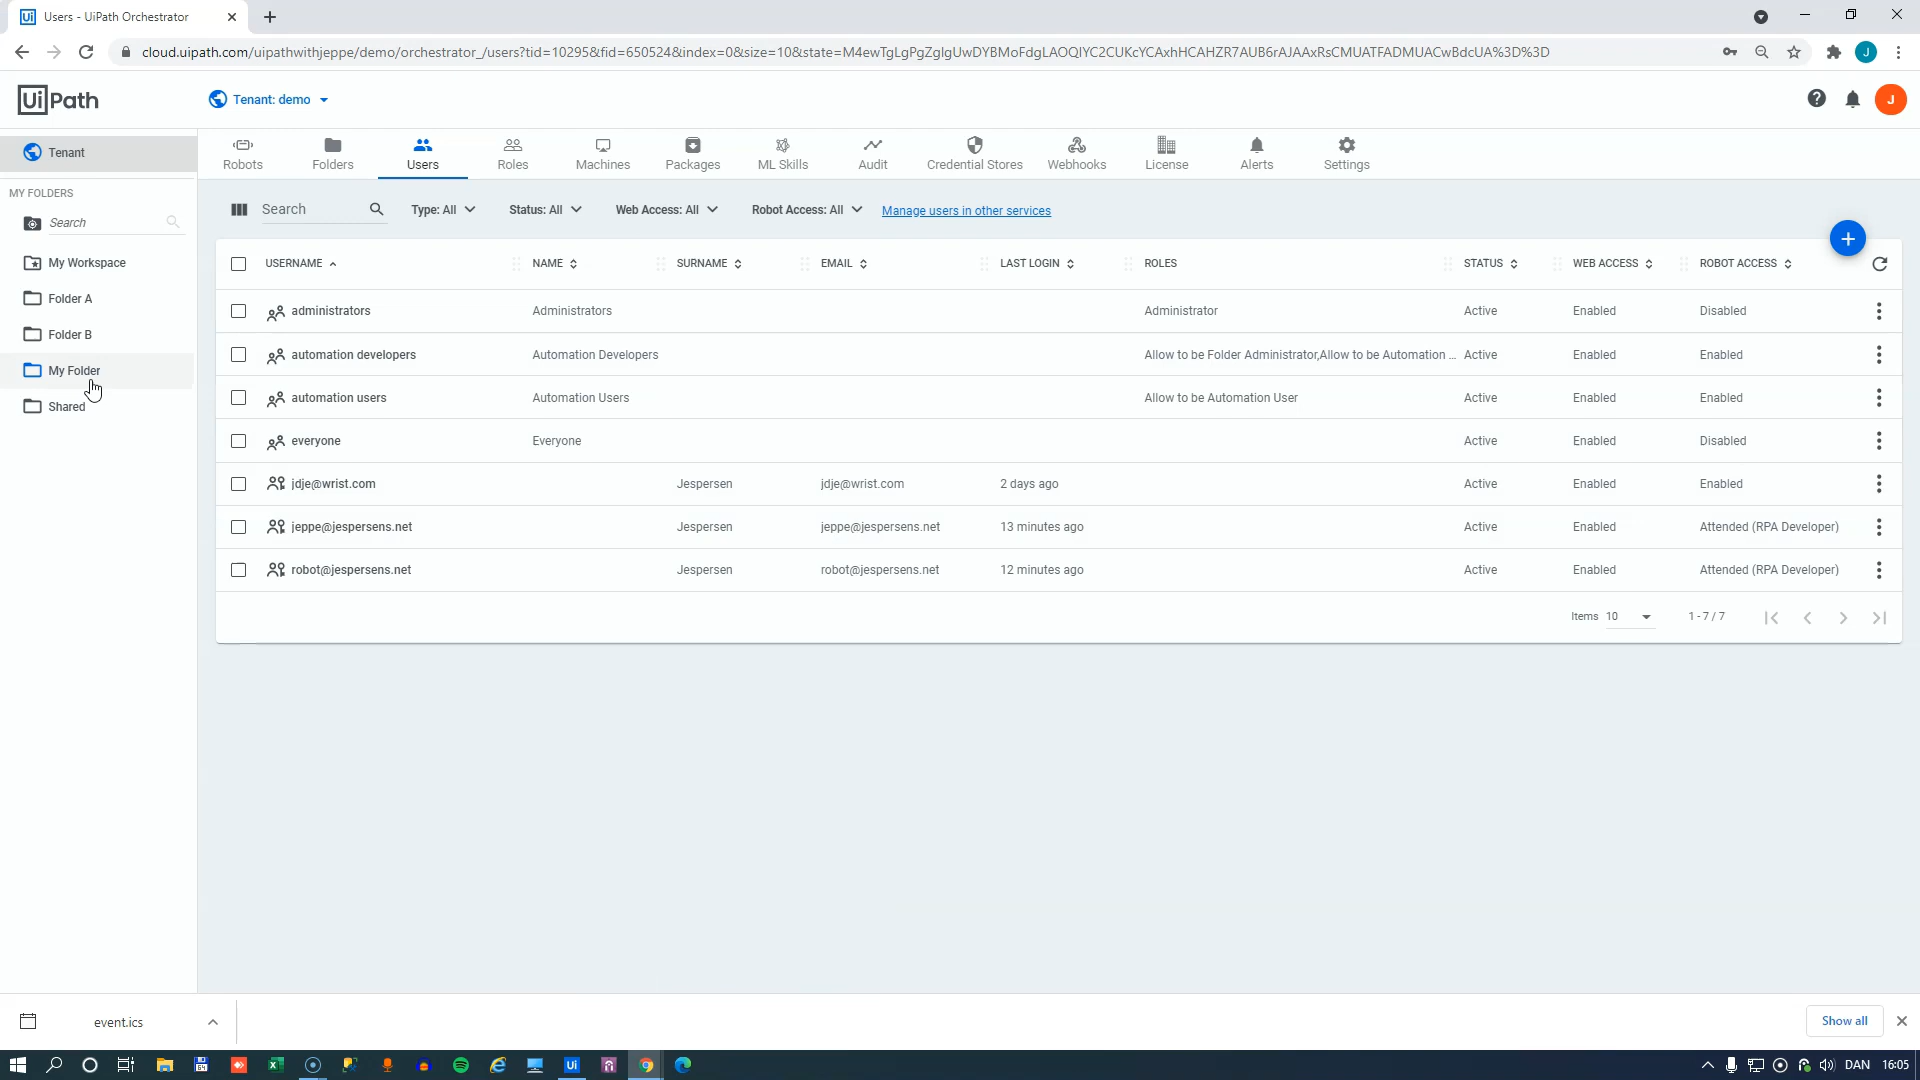 Users - UiPath Orchestrator
cloud.uipath.com/uipathwithjeppe/demo/orchestrator_/users?tid=10295&fid=650524&index=0&size=10&state=M4ewTgLgPgZglgUwDYBMoFdgLAOQIYC2CUKcYCAxhHCAHZR7AUB6rAJAAxRsCMUATFADMUACwBdcUA%3D%3D
J
UiPath
Tenant: demo
J
Tenant
Robots
Folders
Users
Roles
Machines
Packages
ML Skills
Audit
Credential Stores
Webhooks
License
Alerts
Settings
MY FOLDERS
Search
My Workspace
Folder A
Folder B
My Folder
Shared
Search
Type: All
Status: All
Web Access: All
Robot Access: All
Manage users in other services
USERNAME NAME SURNAME EMAIL LAST LOGIN ROLES STATUS WEB ACCESS ROBOT ACCESS
administrators Administrators Administrator Active Enabled Disabled
automation developers Automation Developers Allow to be Folder Administrator,Allow to be Automation ... Active Enabled Enabled
automation users Automation Users Allow to be Automation User Active Enabled Enabled
everyone Everyone Active Enabled Disabled
jdje@wrist.com Jespersen jdje@wrist.com 2 days ago Active Enabled Enabled
jeppe@jespersens.net Jespersen jeppe@jespersens.net 13 minutes ago Active Enabled Attended (RPA Developer)
robot@jespersens.net Jespersen robot@jespersens.net 12 minutes ago Active Enabled Attended (RPA Developer)
Items 10 1 - 7 / 7
event.ics
Show all
DAN 16:05